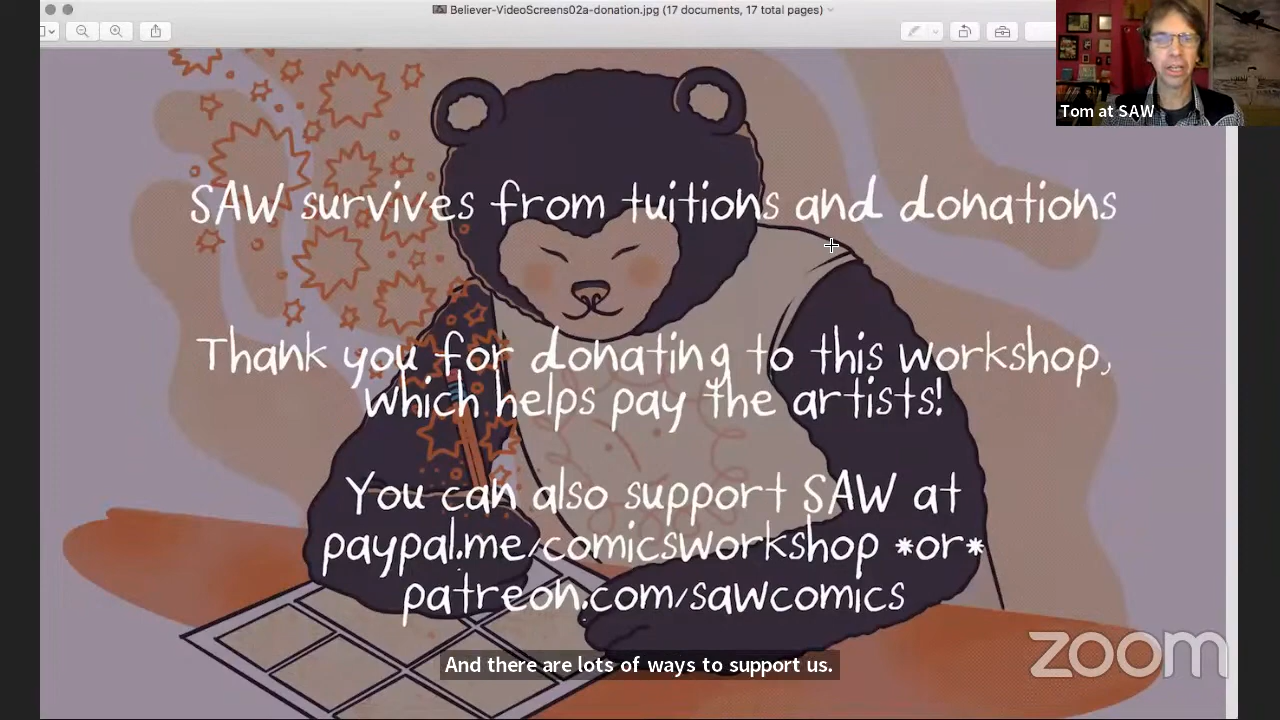 Believer-VideoScreens02a-donation.jpg (17 documents, 17 total pages)
Tom at SAW
SAW survives from tuitions and donations
Thank you for donating to this workshop,
which helps pay the artists!
You can also support SAW at
paypal.me/comicsworkshop *or*
patreon.com/sawcomics
zoom
And there are lots of ways to support us.